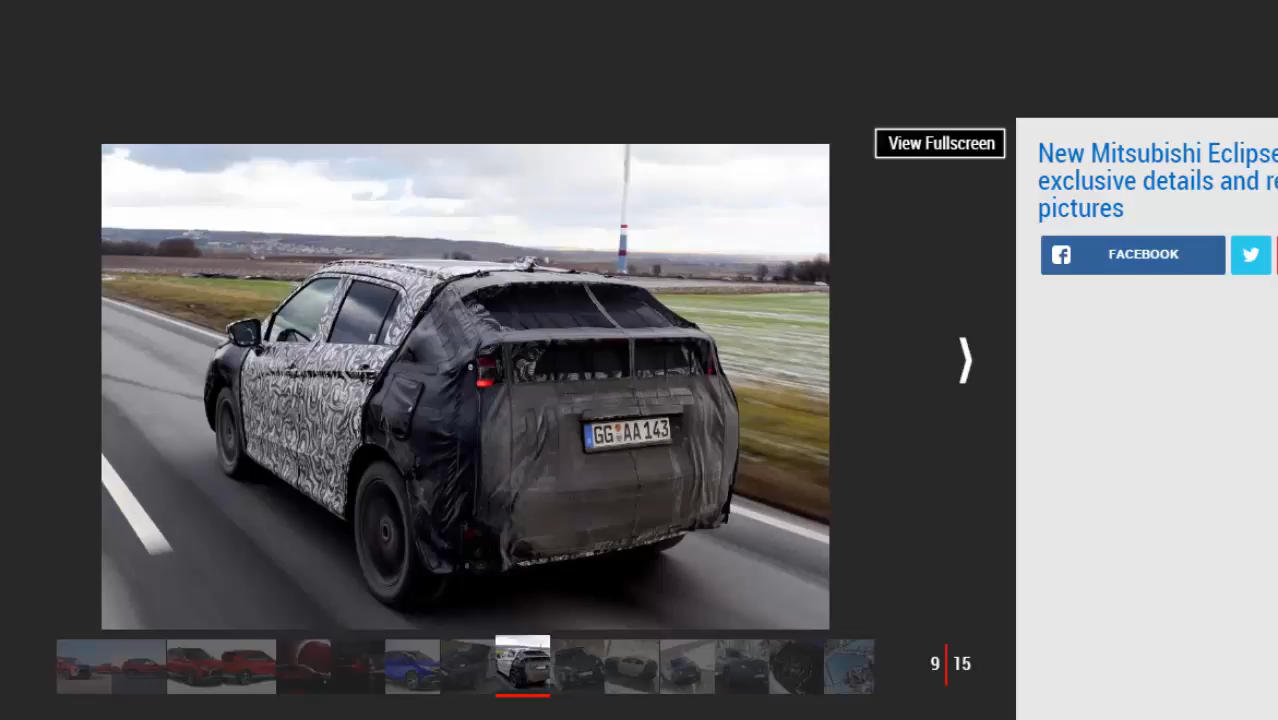 View Fullscreen
New Mitsubishi Eclipse
exclusive details and re
pictures
FACEBOOK
GG AA 143
9 15